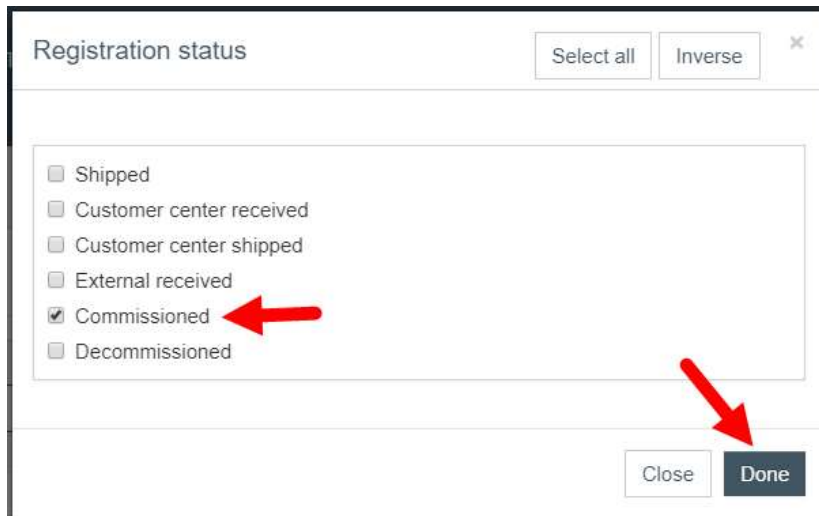 Registration status
Select all
Inverse
×
Shipped
Customer center received
Customer center shipped
External received
Commissioned
Decommissioned
Close
Done